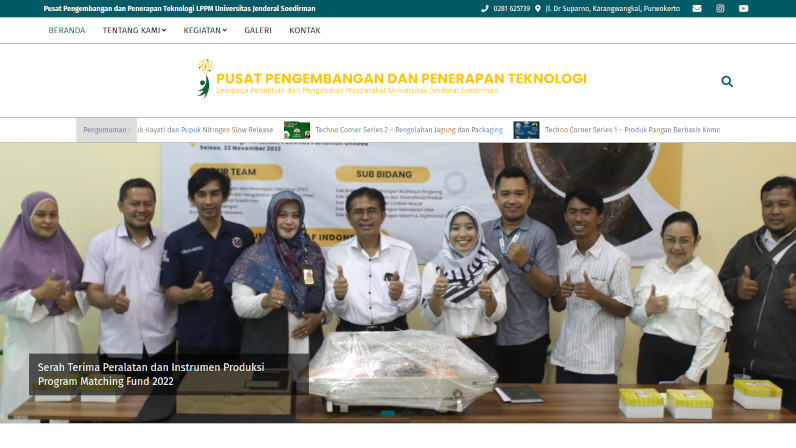 Pusat Pengembangan dan Penerapan Teknologi LPPM Universitas Jenderal Soedirman
0281 625739 Jl. Dr Suparno, Karangwangkal, Purwokerto
BERANDA TENTANG KAMI KEGIATAN GALERI KONTAK
PUSAT PENGEMBANGAN DAN PENERAPAN TEKNOLOGI
Lembaga Penelitian dan Pengabdian Masyarakat Universitas Jenderal Soedirman
Pengumuman : uk Hayati dan Pupuk Nitrogen Slow Release Techno Corner Series 2 – Pengolahan Jagung dan Packaging Techno Corner Series 1 – Produk Pangan Berbasis Komo
Selasa, 22 November 2022
OUR TEAM SUB BIDANG
Serah Terima Peralatan dan Instrumen Produksi
Program Matching Fund 2022